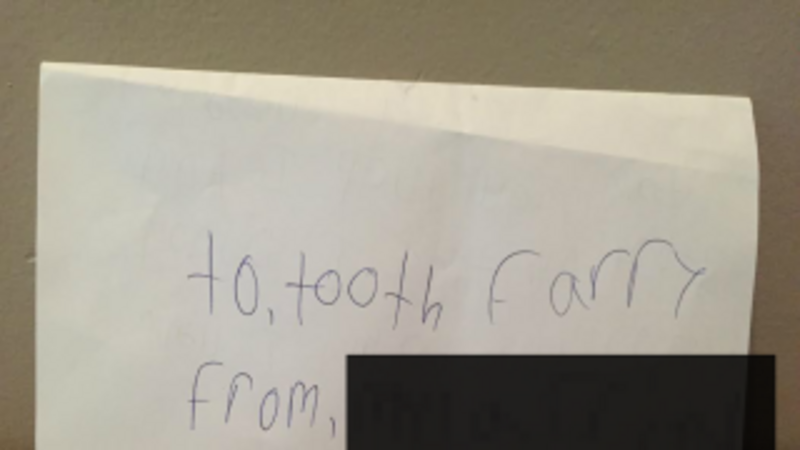 to, tooth farry
from,